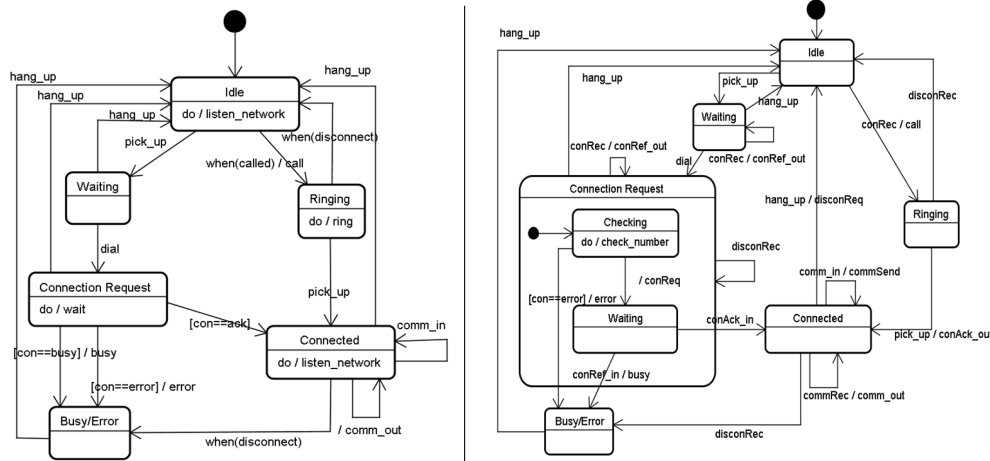 hang_up
Idle
do / listen_network
hang_up
hang_up
hang_up
when(disconnect)
pick_up
when(called) / call
Waiting
Ringing
do / ring
dial
Connection Request
do / wait
pick_up
[con==ack]
comm_in
Connected
do / listen_network
[con==busy] / busy
[con==error] / error
Busy/Error
/ comm_out
when(disconnect)
hang_up
Idle
hang_up
pick_up
hang_up
disconRec
Waiting
conRec / call
conRec / conRef_out
conRec / conRef_out
dial
Connection Request
hang_up / disconReq
Ringing
Checking
do / check_number
disconRec
/ conReq
comm_in / commSend
[con==error] / error
Waiting
conAck_in
Connected
pick_up / conAck_ou
conRef_in / busy
commRec / comm_out
Busy/Error
disconRec